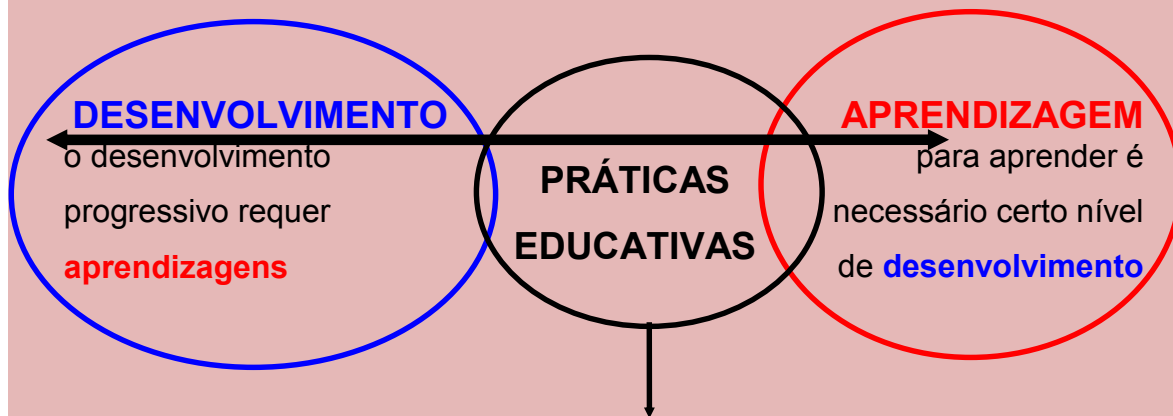 DESENVOLVIMENTO
o desenvolvimento
progressivo requer
aprendizagens
PRÁTICAS
EDUCATIVAS
APRENDIZAGEM
para aprender é
necessário certo nível
de desenvolvimento